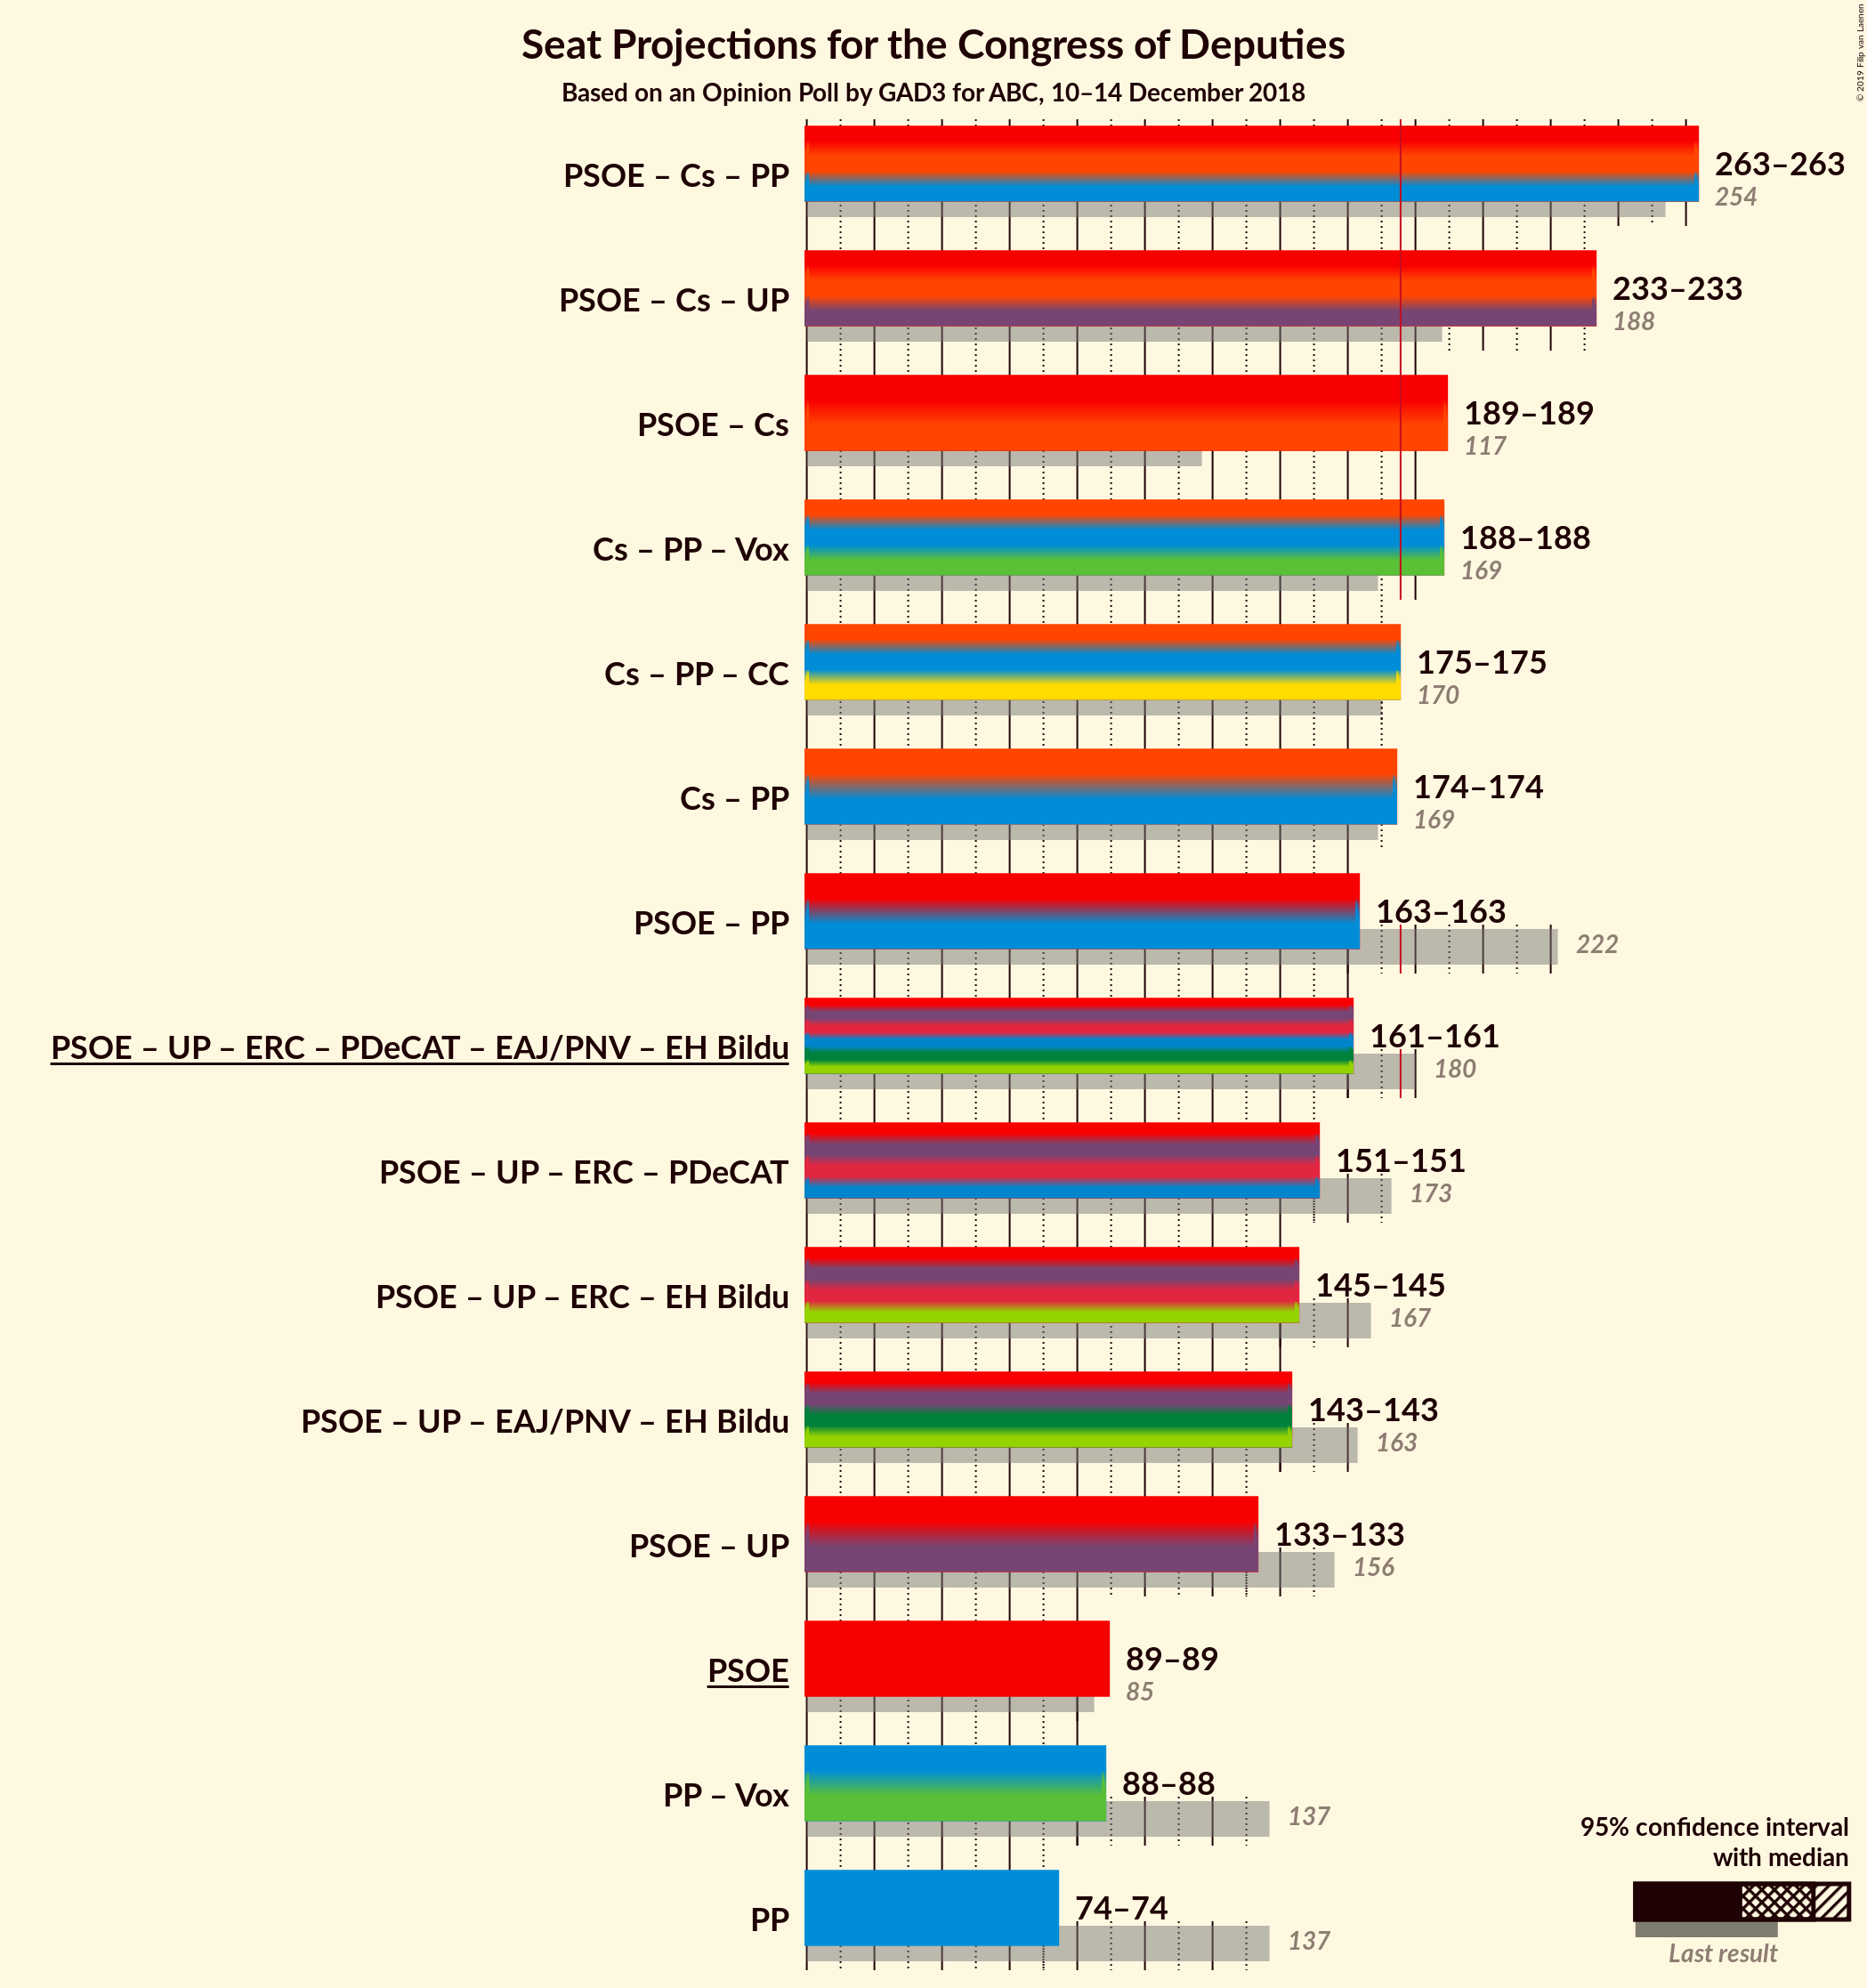 Seat Projections for the Congress of Deputies
Based on an Opinion Poll by GAD3 for ABC, 10–14 December 2018
© 2019 Filip van Laenen
PSOE – Cs – PP
263–263
254
PSOE – Cs – UP
233–233
188
PSOE – Cs
189–189
117
Cs – PP – Vox
188–188
169
Cs – PP – CC
175–175
170
Cs – PP
174–174
169
PSOE – PP
163–163
222
PSOE – UP – ERC – PDeCAT – EAJ/PNV – EH Bildu
161–161
180
PSOE – UP – ERC – PDeCAT
151–151
173
PSOE – UP – ERC – EH Bildu
145–145
167
PSOE – UP – EAJ/PNV – EH Bildu
143–143
163
PSOE – UP
133–133
156
PSOE
89–89
85
PP – Vox
88–88
137
PP
74–74
137
95% confidence interval
with median
Last result